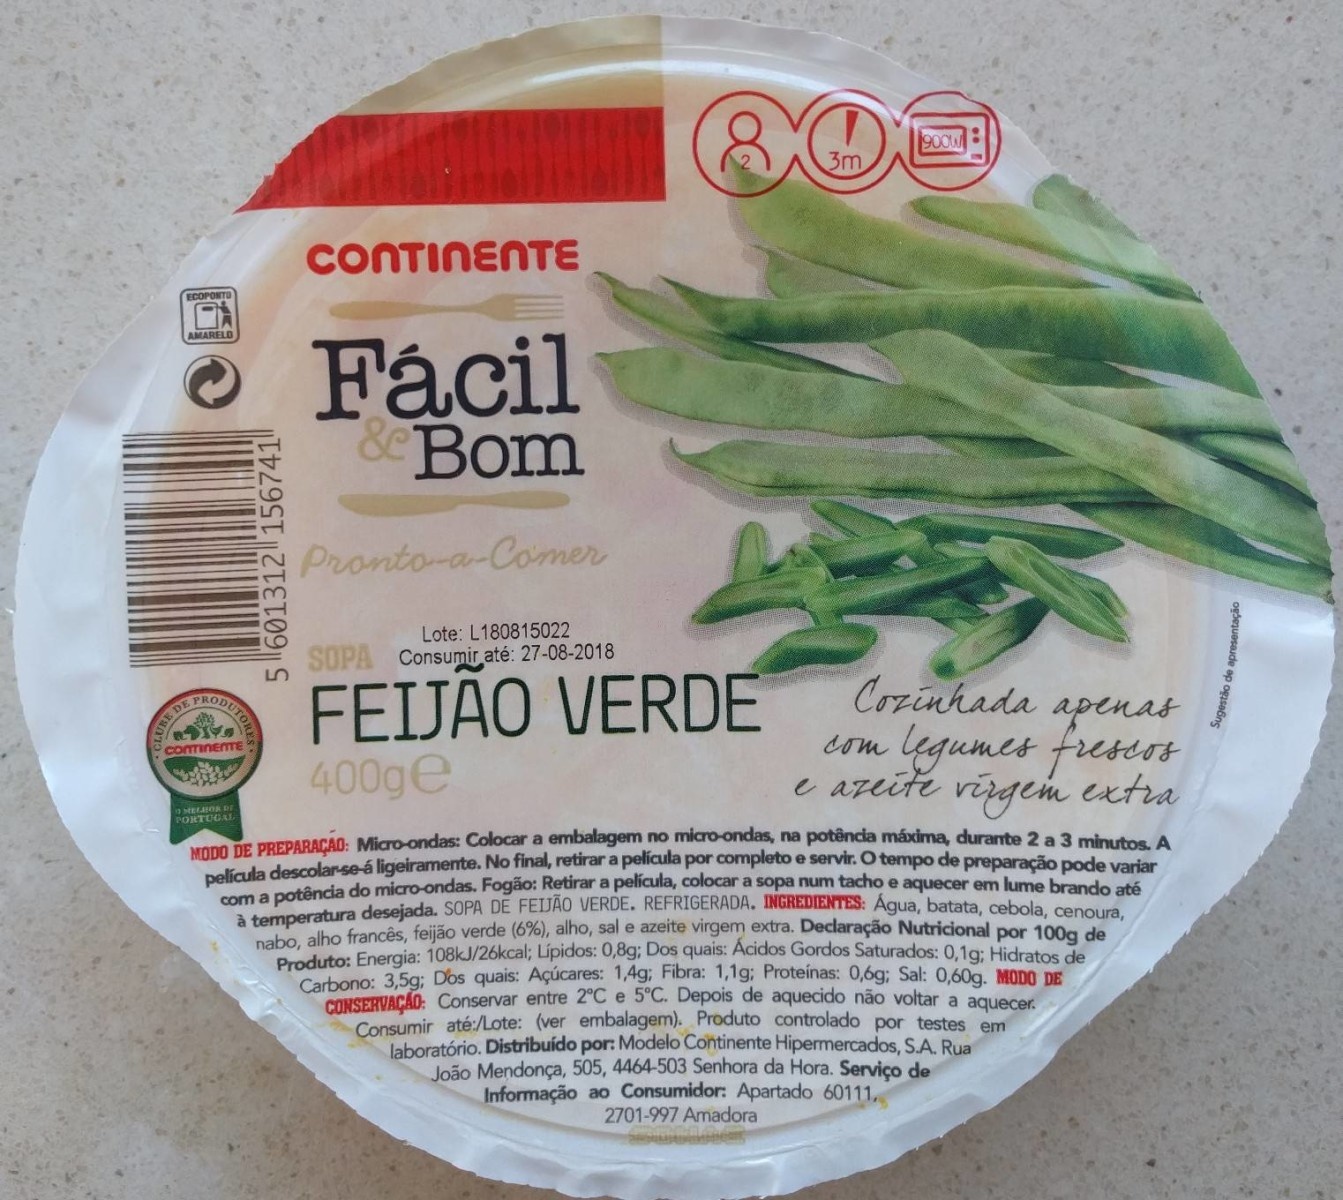 2
3m
900W
CONTINENTE
ECOPONTO
AMARELO
Fácil
& Bom
Pronto-a-Comer
5 601312 156741
Lote: L180815022
Consumir até: 27-08-2018
SOPA
FEIJÃO VERDE
400g e
CLUBE DE PRODUTORES
CONTINENTE
O MELHOR DE
PORTUGAL
Cozinhada apenas
com legumes frescos
e azeite virgem extra
Sugestão de apresentação
MODO DE PREPARAÇÃO: Micro-ondas: Colocar a embalagem no micro-ondas, na potência máxima, durante 2 a 3 minutos. A
película descolar-se-á ligeiramente. No final, retirar a película por completo e servir. O tempo de preparação pode variar
com a potência do micro-ondas. Fogão: Retirar a película, colocar a sopa num tacho e aquecer em lume brando até
à temperatura desejada. SOPA DE FEIJÃO VERDE. REFRIGERADA. INGREDIENTES: Água, batata, cebola, cenoura,
nabo, alho francês, feijão verde (6%), alho, sal e azeite virgem extra. Declaração Nutricional por 100g de
Produto: Energia: 108kJ/26kcal; Lípidos: 0,8g; Dos quais: Ácidos Gordos Saturados: 0,1g; Hidratos de
Carbono: 3,5g; Dos quais: Açúcares: 1,4g; Fibra: 1,1g; Proteínas: 0,6g; Sal: 0,60g. MODO DE
CONSERVAÇÃO: Conservar entre 2°C e 5°C. Depois de aquecido não voltar a aquecer.
Consumir até:/Lote: (ver embalagem). Produto controlado por testes em
laboratório. Distribuído por: Modelo Continente Hipermercados, S.A. Rua
João Mendonça, 505, 4464-503 Senhora da Hora. Serviço de
Informação ao Consumidor: Apartado 60111,
2701-997 Amadora